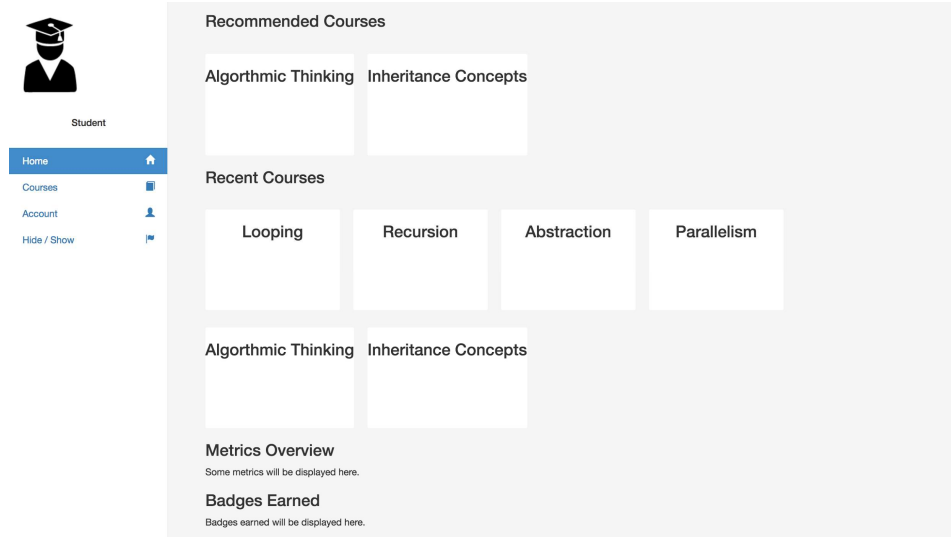 Student
Home
Courses
Account
Hide / Show
Recommended Courses
Algorthmic Thinking
Inheritance Concepts
Recent Courses
Looping
Recursion
Abstraction
Parallelism
Algorthmic Thinking
Inheritance Concepts
Metrics Overview
Some metrics will be displayed here.
Badges Earned
Badges earned will be displayed here.